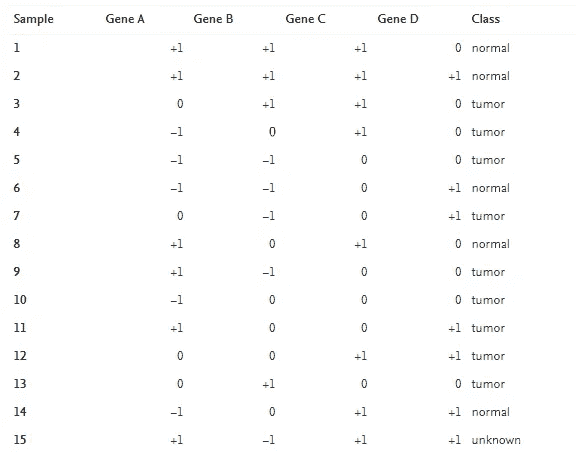 Sample Gene A Gene B Gene C Gene D Class
1 +1 +1 +1 0 normal
2 +1 +1 +1 +1 normal
3 0 +1 +1 0 tumor
4 –1 0 +1 0 tumor
5 –1 –1 0 0 tumor
6 –1 –1 0 +1 normal
7 0 –1 0 +1 tumor
8 +1 0 +1 0 normal
9 +1 –1 0 0 tumor
10 –1 0 0 0 tumor
11 +1 0 0 +1 tumor
12 0 0 +1 +1 tumor
13 0 +1 0 0 tumor
14 –1 0 +1 +1 normal
15 +1 –1 +1 +1 unknown